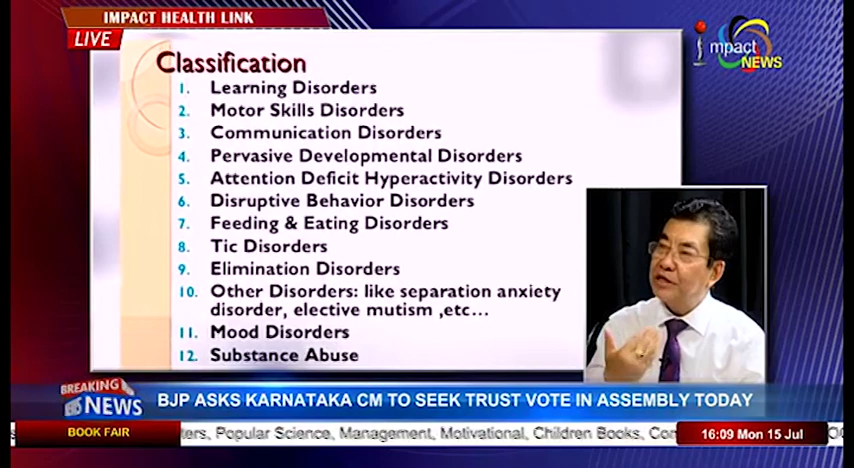 IMPACT HEALTH LINK
LIVE
mpact
NEWS
Classification
1. Learning Disorders
2. Motor Skills Disorders
3. Communication Disorders
4. Pervasive Developmental Disorders
5. Attention Deficit Hyperactivity Disorders
6. Disruptive Behavior Disorders
7. Feeding & Eating Disorders
8. Tic Disorders
9. Elimination Disorders
10. Other Disorders: like separation anxiety
disorder, elective mutism ,etc...
11. Mood Disorders
12. Substance Abuse
BREAKING
NEWS
BJP ASKS KARNATAKA CM TO SEEK TRUST VOTE IN ASSEMBLY TODAY
BOOK FAIR
Popular Science, Management, Motivational, Children Books,
16:09 Mon 15 Jul